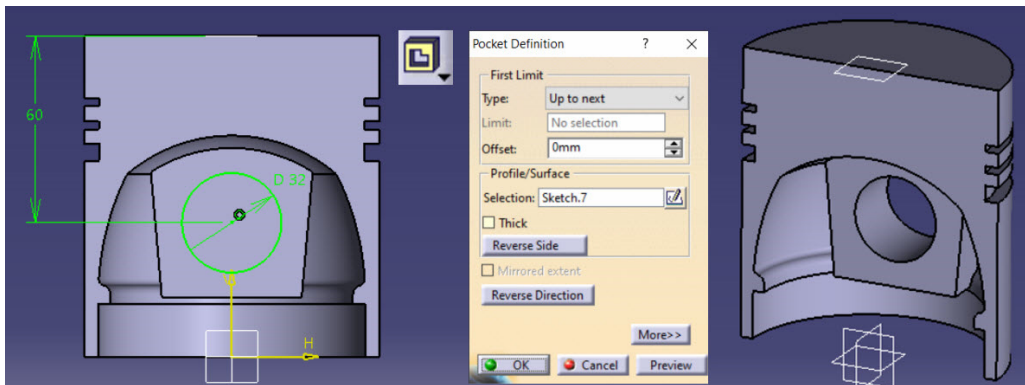 60
D 32
H
Pocket Definition ? ×
First Limit
Type: Up to next
Limit: No selection
Offset: 0mm
Profile/Surface
Selection: Sketch.7
Thick
Reverse Side
Mirrored extent
Reverse Direction
More>>
OK Cancel Preview